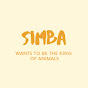 SIMBA
WANTS TO BE THE KING
OF ANIMALS